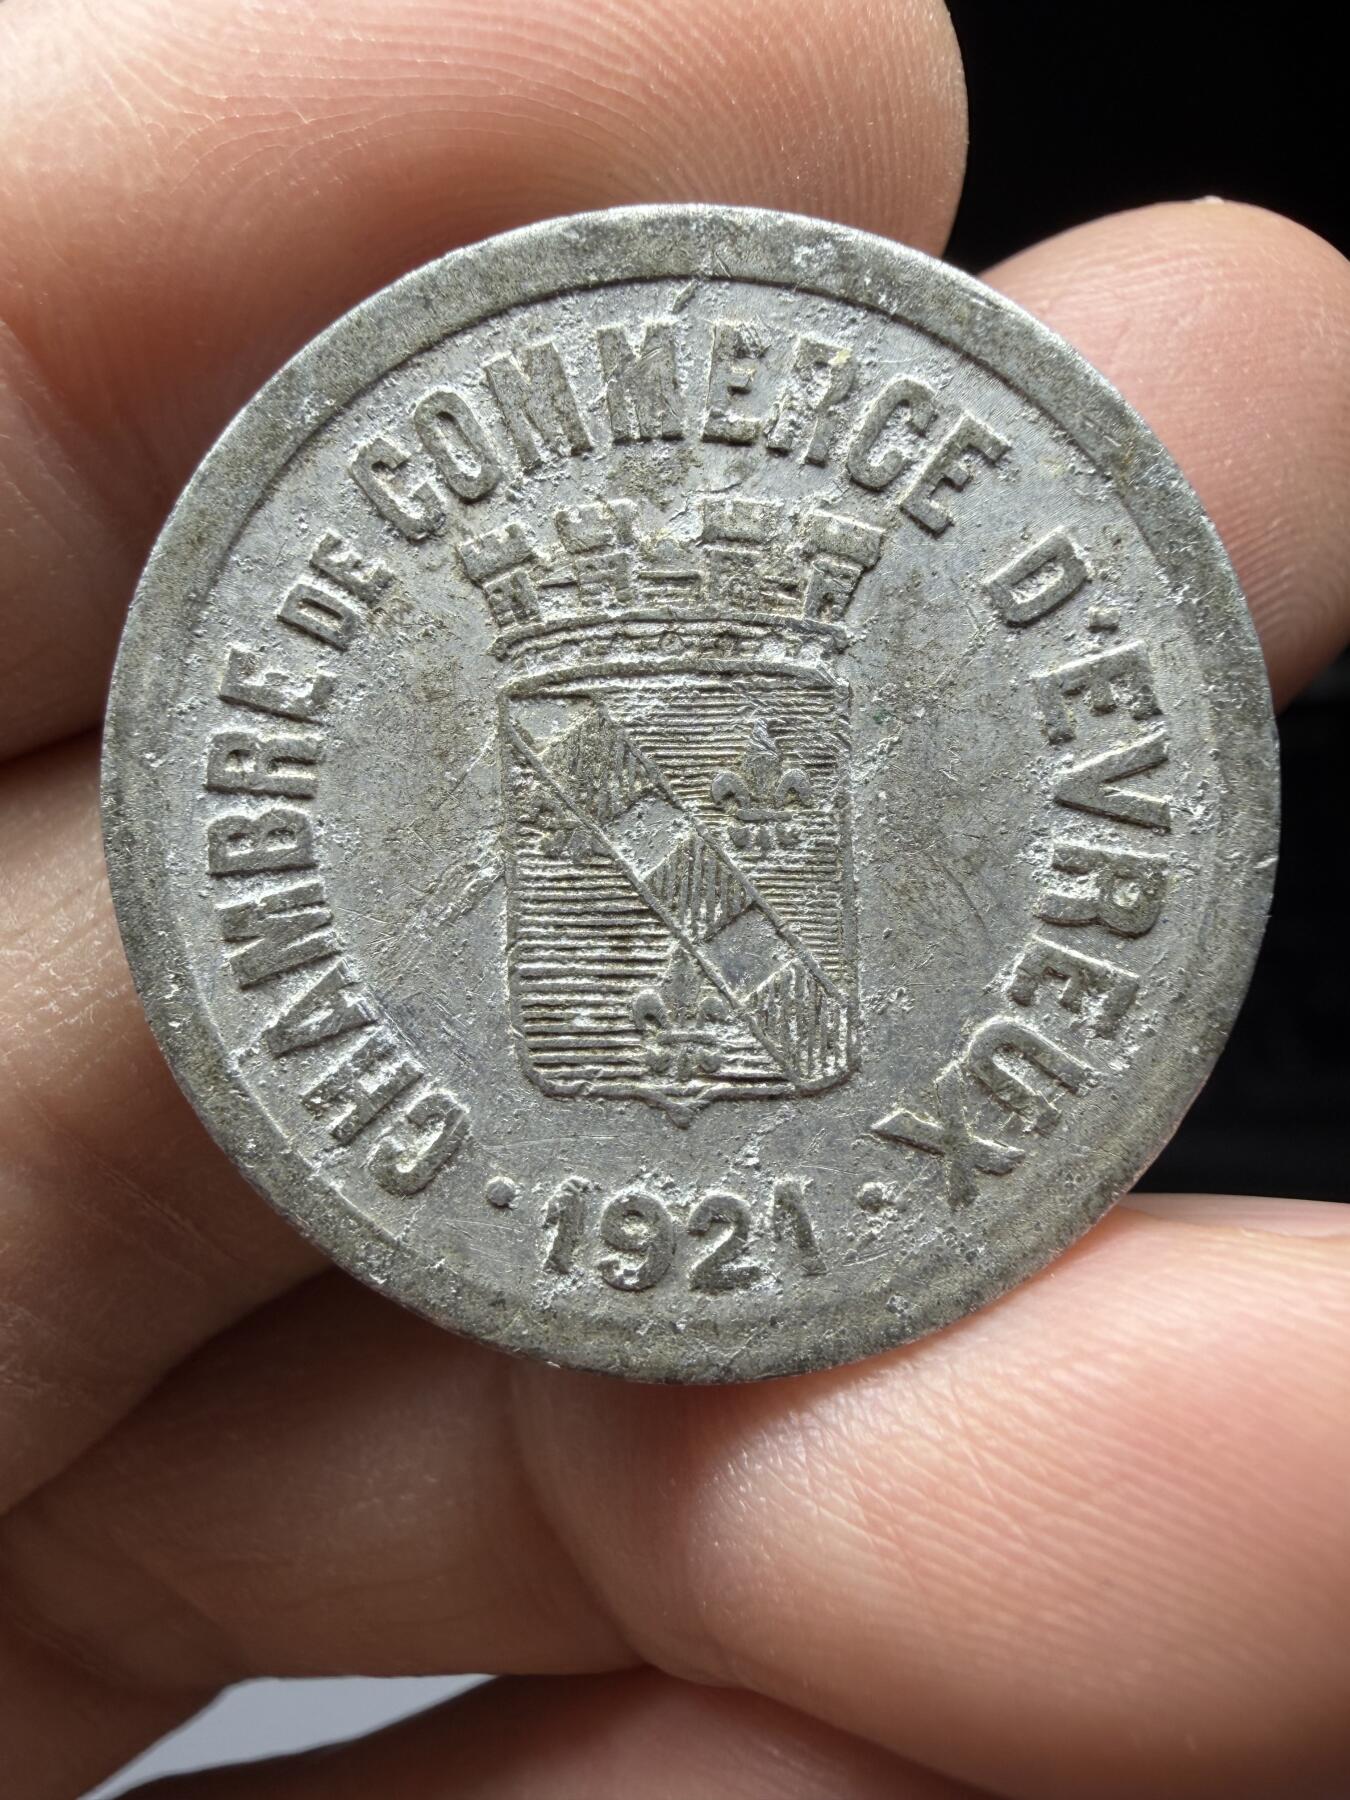 CHAMBRE DE COMMERCE D'EVREUX
· 1921 ·